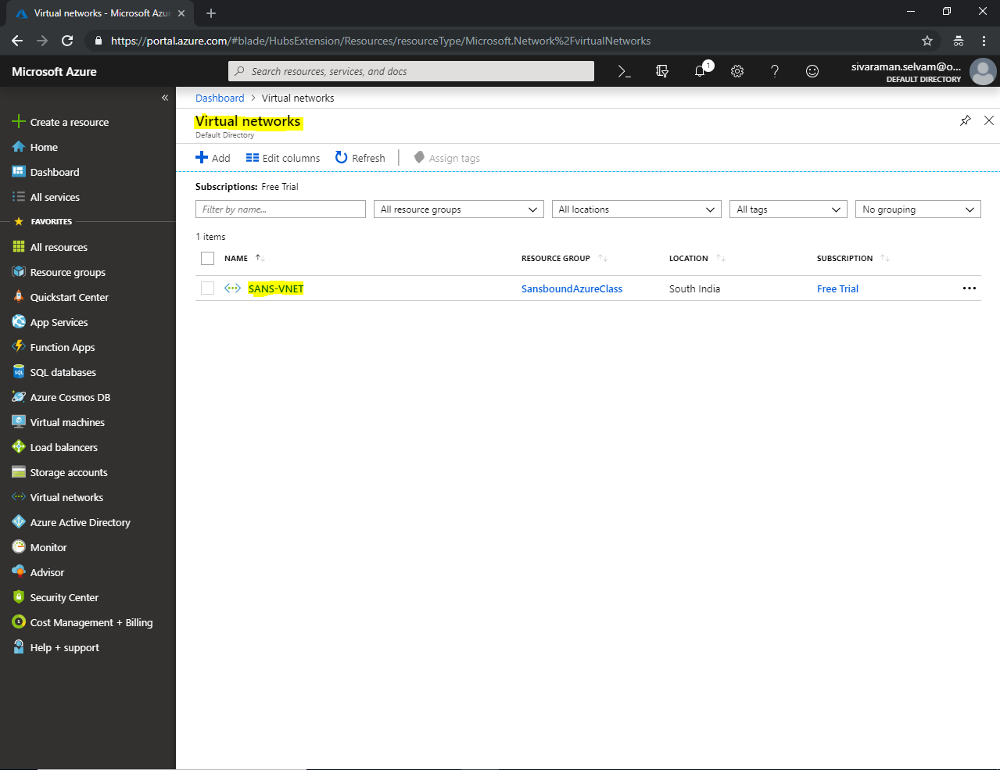 Virtual networks - Microsoft Azur
https://portal.azure.com/#blade/HubsExtension/Resources/resourceType/Microsoft.Network%2FvirtualNetworks
Microsoft Azure
Search resources, services, and docs
1
sivaraman.selvam@o...
DEFAULT DIRECTORY
Create a resource
Home
Dashboard
All services
FAVORITES
All resources
Resource groups
Quickstart Center
App Services
Function Apps
SQL databases
Azure Cosmos DB
Virtual machines
Load balancers
Storage accounts
Virtual networks
Azure Active Directory
Monitor
Advisor
Security Center
Cost Management + Billing
Help + support
Dashboard > Virtual networks
Virtual networks
Default Directory
Add Edit columns Refresh Assign tags
Subscriptions: Free Trial
Filter by name... All resource groups All locations All tags No grouping
1 items
NAME RESOURCE GROUP LOCATION SUBSCRIPTION
SANS-VNET SansboundAzureClass South India Free Trial